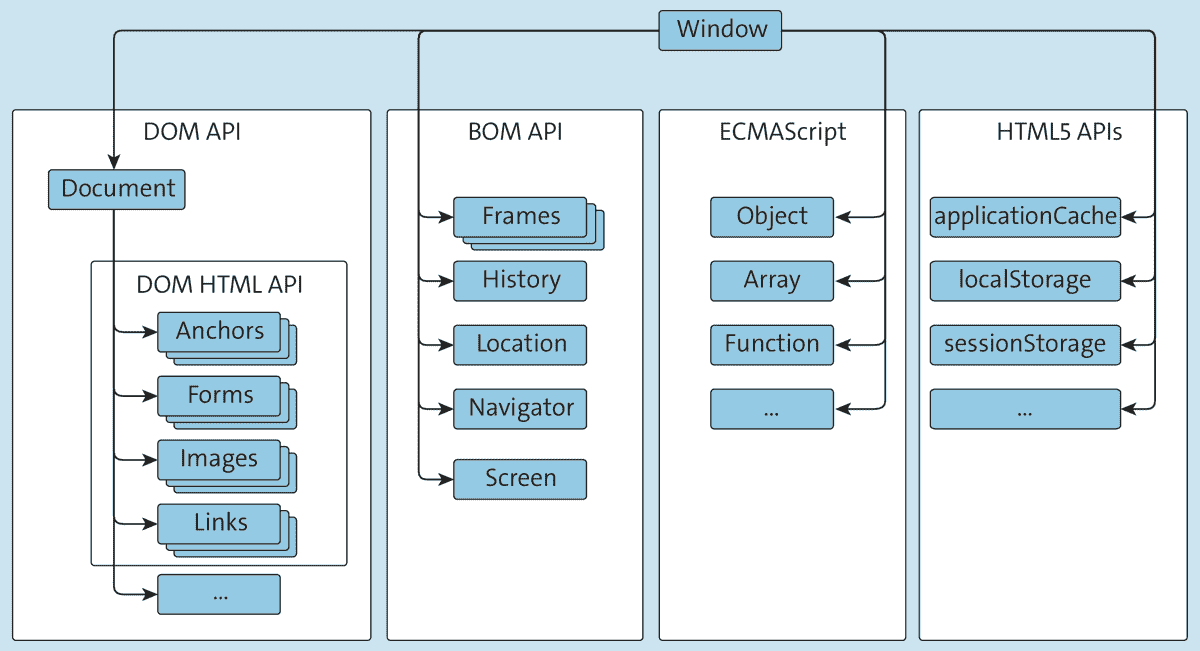 Window
DOM API
Document
DOM HTML API
Anchors
Forms
Images
Links
...
BOM API
Frames
History
Location
Navigator
Screen
ECMAScript
Object
Array
Function
...
HTML5 APIs
applicationCache
localStorage
sessionStorage
...